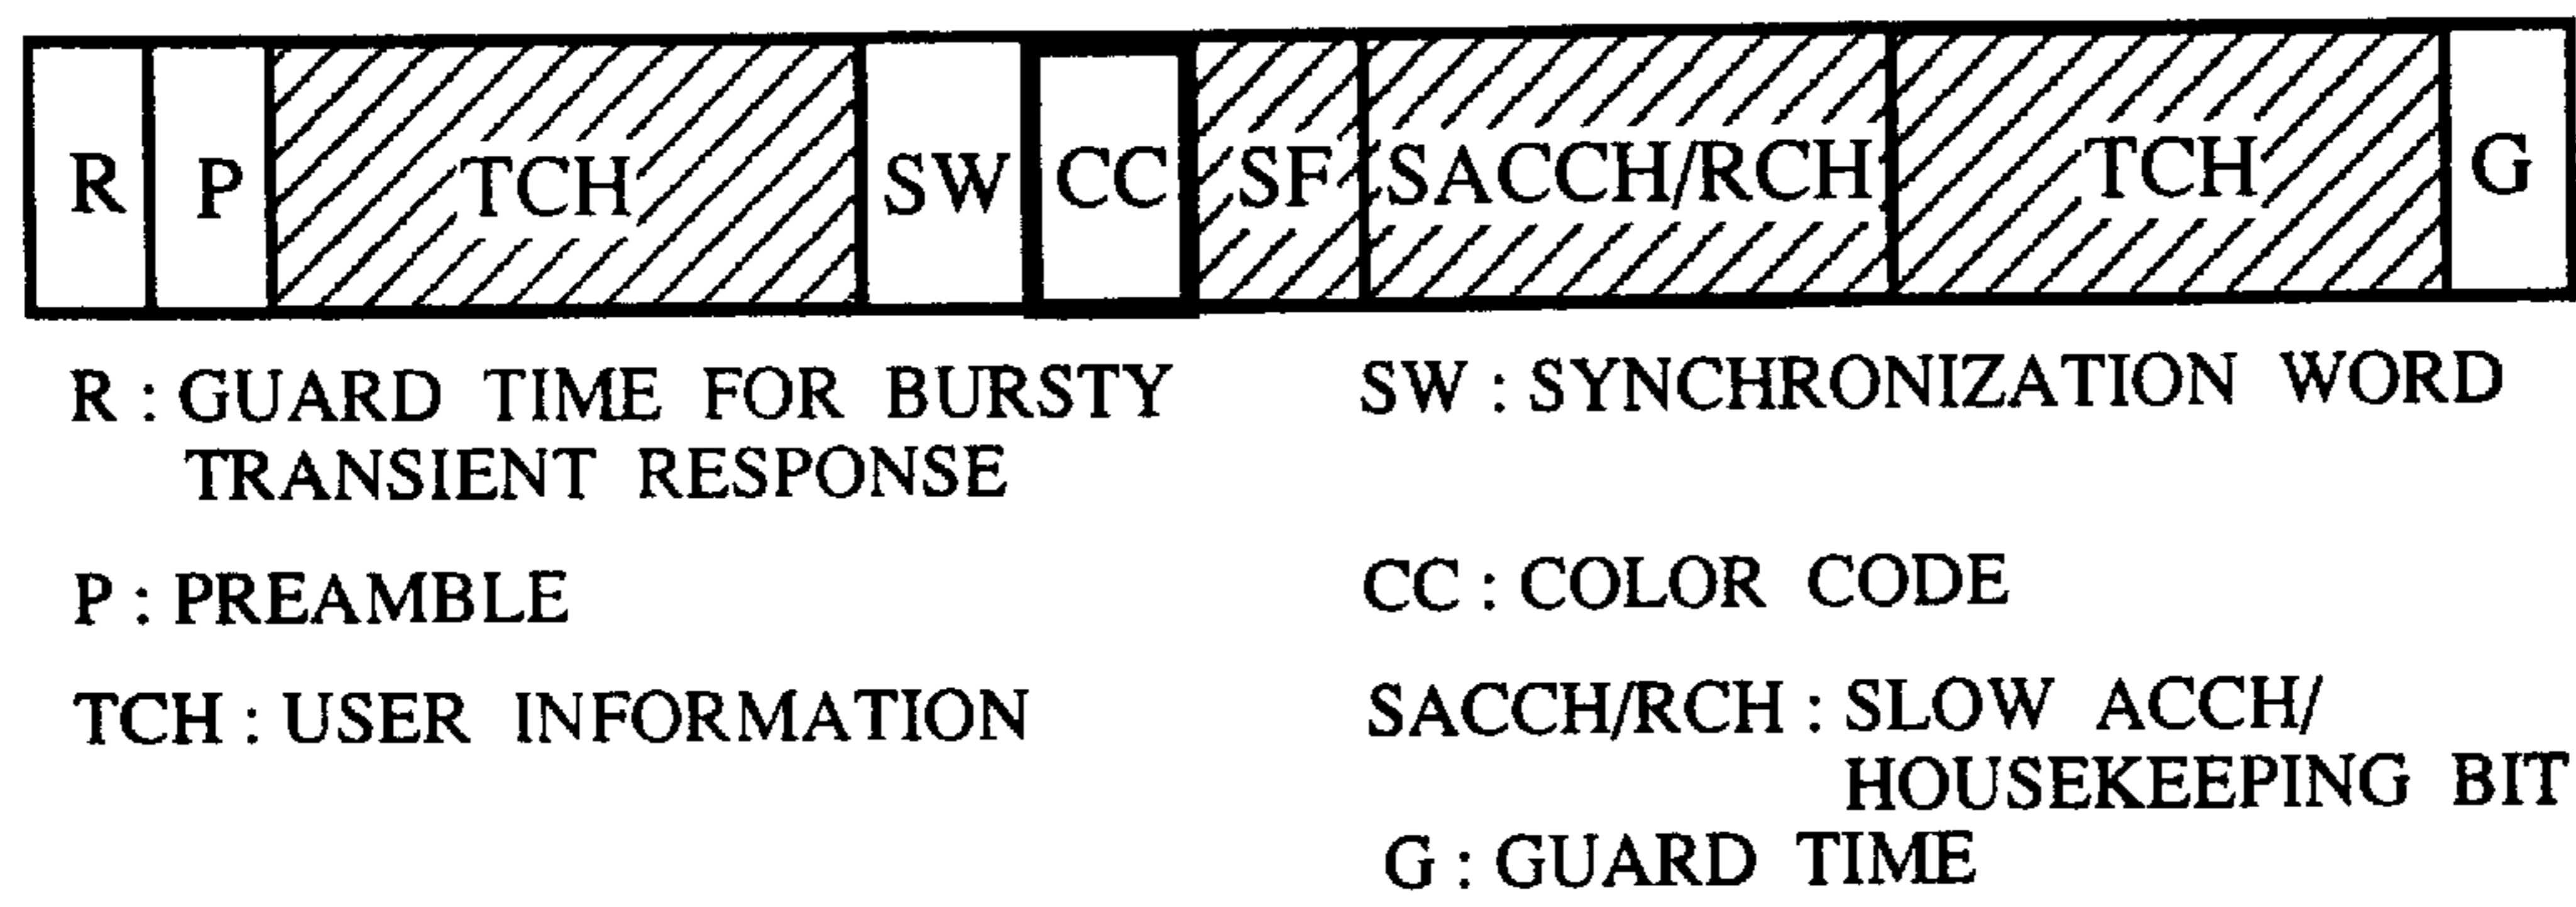 R P TCH SW CC SF SACCH/RCH TCH G
R : GUARD TIME FOR BURSTY
TRANSIENT RESPONSE
P : PREAMBLE
TCH : USER INFORMATION
SW : SYNCHRONIZATION WORD
CC : COLOR CODE
SACCH/RCH : SLOW ACCH/
HOUSEKEEPING BIT
G : GUARD TIME